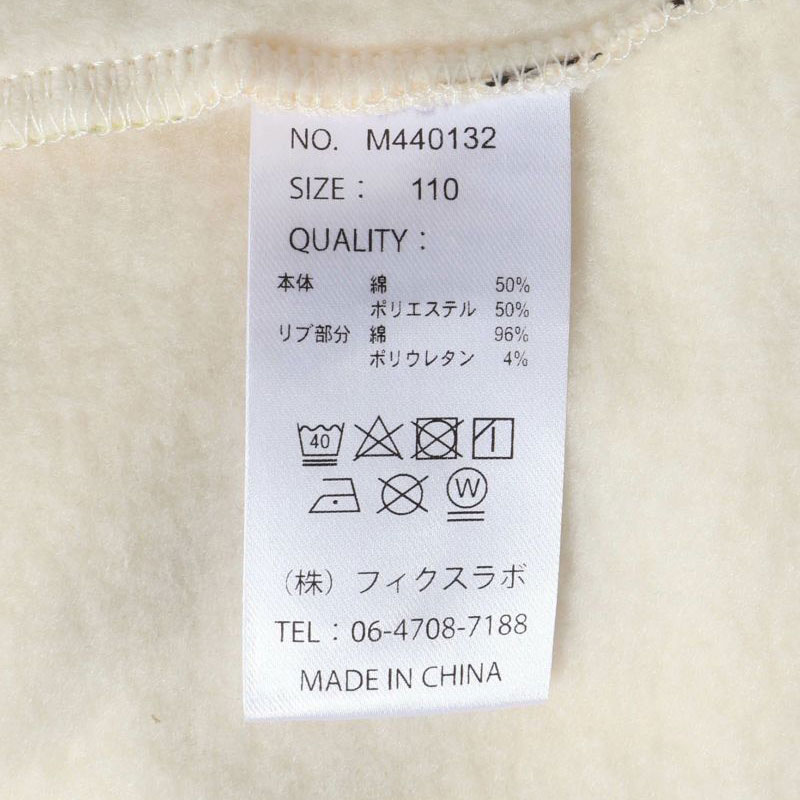 NO. M440132
SIZE： 110
QUALITY：
本体 綿 50%
ポリエステル 50%
リブ部分 綿 96%
ポリウレタン 4%
40
W
（株）フィクスラボ
TEL：06-4708-7188
MADE IN CHINA